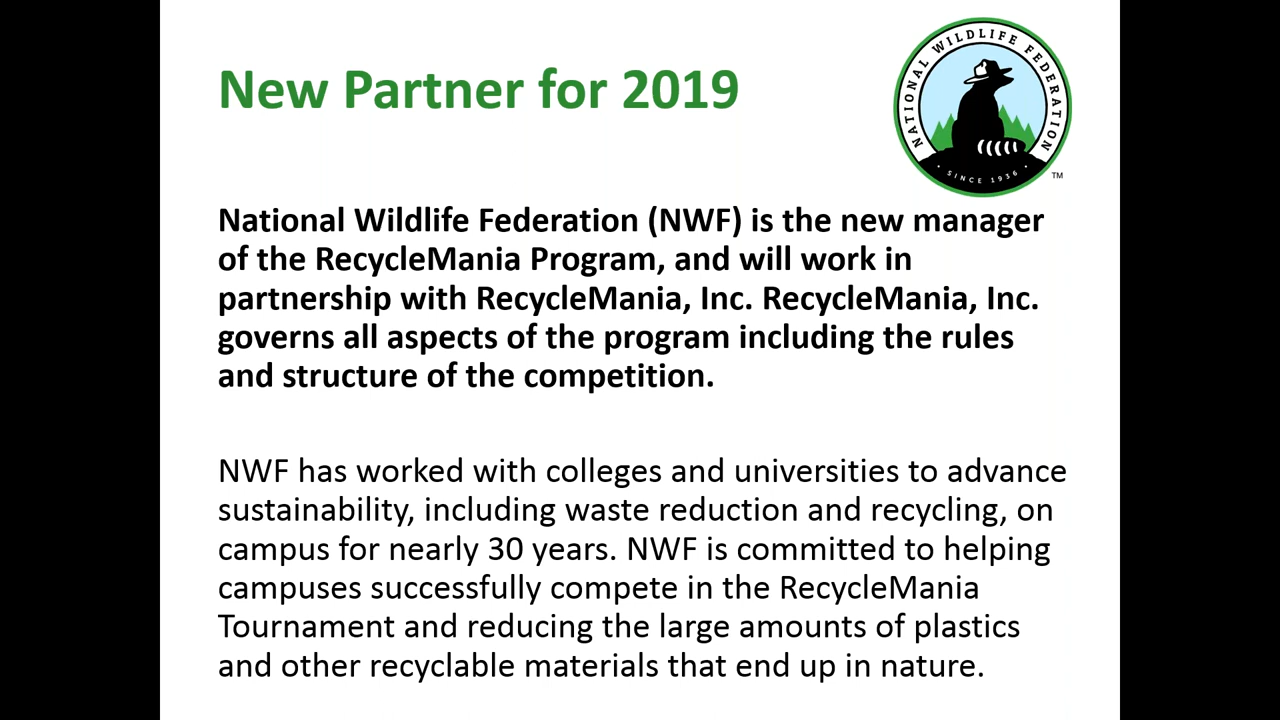 New Partner for 2019
NATIONAL WILDLIFE FEDERATION
• SINCE 1936 •
TM
National Wildlife Federation (NWF) is the new manager
of the RecycleMania Program, and will work in
partnership with RecycleMania, Inc. RecycleMania, Inc.
governs all aspects of the program including the rules
and structure of the competition.
NWF has worked with colleges and universities to advance
sustainability, including waste reduction and recycling, on
campus for nearly 30 years. NWF is committed to helping
campuses successfully compete in the RecycleMania
Tournament and reducing the large amounts of plastics
and other recyclable materials that end up in nature.